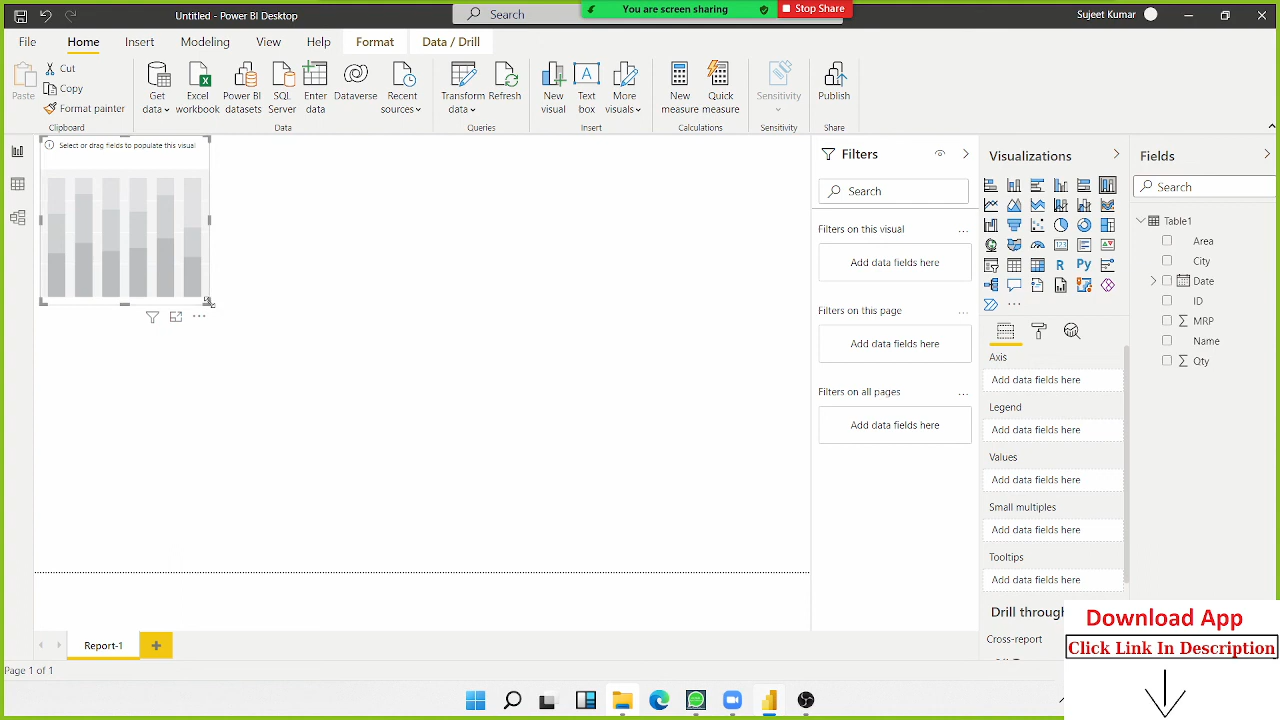 Untitled - Power BI Desktop
Search
You are screen sharing
Stop Share
Sujeet Kumar
File
Home
Insert
Modeling
View
Help
Format
Data / Drill
Paste
Cut
Copy
Format painter
Clipboard
Get data
Excel workbook
Power BI datasets
SQL Server
Enter data
Dataverse
Recent sources
Data
Transform data
Refresh
Queries
New visual
Text box
More visuals
Insert
New measure
Quick measure
Calculations
Sensitivity
Sensitivity
Publish
Share
Select or drag fields to populate this visual
Filters
Search
Filters on this visual
Add data fields here
Filters on this page
Add data fields here
Filters on all pages
Add data fields here
Visualizations
123
R
Py
Axis
Add data fields here
Legend
Add data fields here
Values
Add data fields here
Small multiples
Add data fields here
Tooltips
Add data fields here
Drill through
Cross-report
Fields
Search
Table1
Area
City
Date
ID
MRP
Name
Qty
Report-1
Page 1 of 1
Download App
Click Link In Description